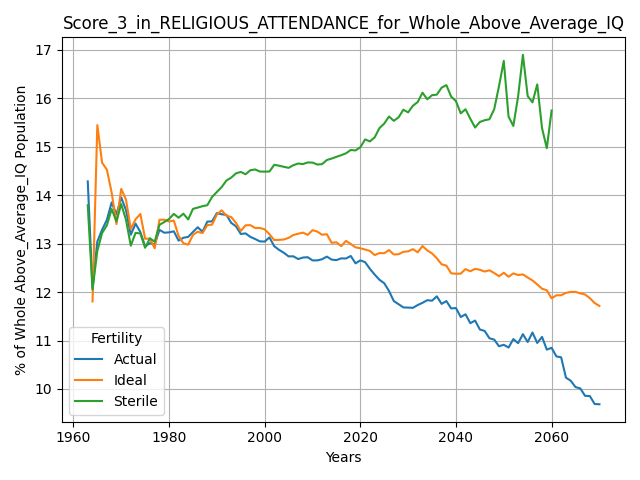 Score_3_in_RELIGIOUS_ATTENDANCE_for_Whole_Above_Average_IQ
% of Whole Above_Average_IQ Population
17
16
15
14
13
12
11
10
Fertility
Actual
Ideal
Sterile
1960
1980
2000
2020
2040
2060
Years